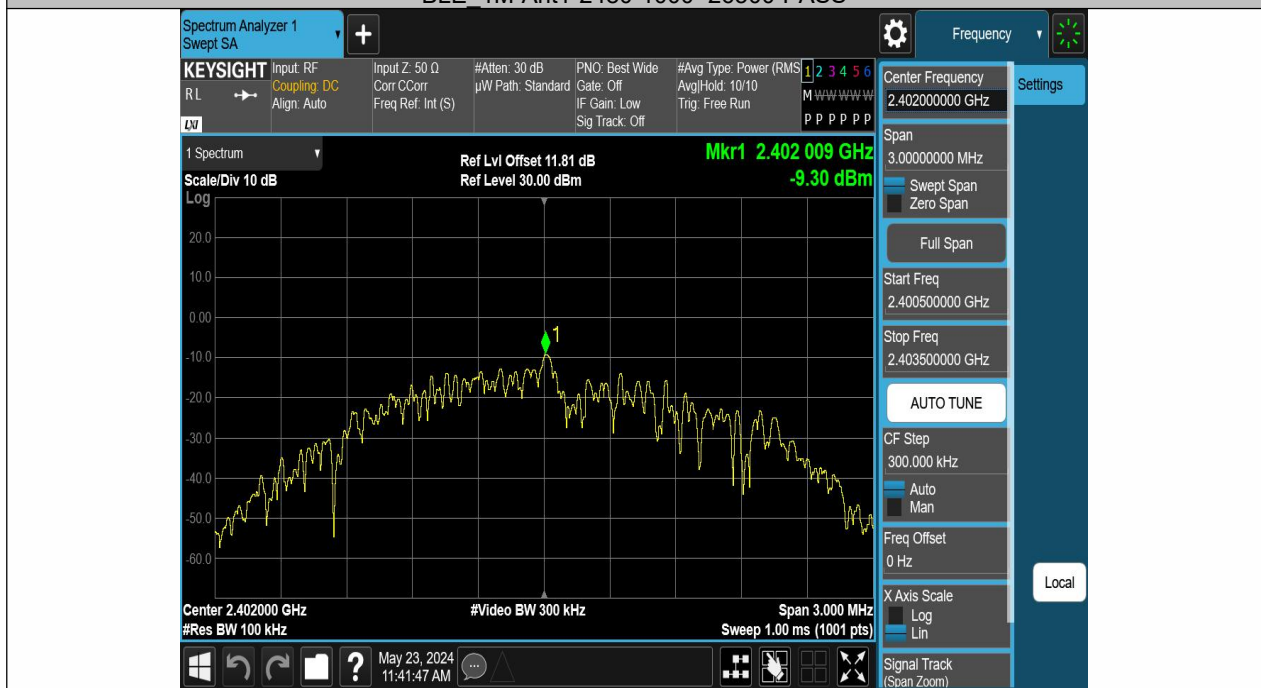 Spectrum Analyzer 1
Swept SA
Frequency
KEYSIGHT
R L
LXI
Input: RF
Coupling: DC
Align: Auto
Input Z: 50 Ω
Corr CCorr
Freq Ref: Int (S)
#Atten: 30 dB
µW Path: Standard
PNO: Best Wide
Gate: Off
IF Gain: Low
Sig Track: Off
#Avg Type: Power (RMS
Avg|Hold: 10/10
Trig: Free Run
1 2 3 4 5 6
M W W W W W
P P P P P P
1 Spectrum
Scale/Div 10 dB
Log
Ref Lvl Offset 11.81 dB
Ref Level 30.00 dBm
Mkr1 2.402 009 GHz
-9.30 dBm
20.0
10.0
0.00
-10.0
-20.0
-30.0
-40.0
-50.0
-60.0
1
Center 2.402000 GHz
#Res BW 100 kHz
#Video BW 300 kHz
Span 3.000 MHz
Sweep 1.00 ms (1001 pts)
May 23, 2024
11:41:47 AM
Center Frequency
2.402000000 GHz
Settings
Span
3.00000000 MHz
Swept Span
Zero Span
Full Span
Start Freq
2.400500000 GHz
Stop Freq
2.403500000 GHz
AUTO TUNE
CF Step
300.000 kHz
Auto
Man
Freq Offset
0 Hz
Local
X Axis Scale
Log
Lin
Signal Track
(Span Zoom)